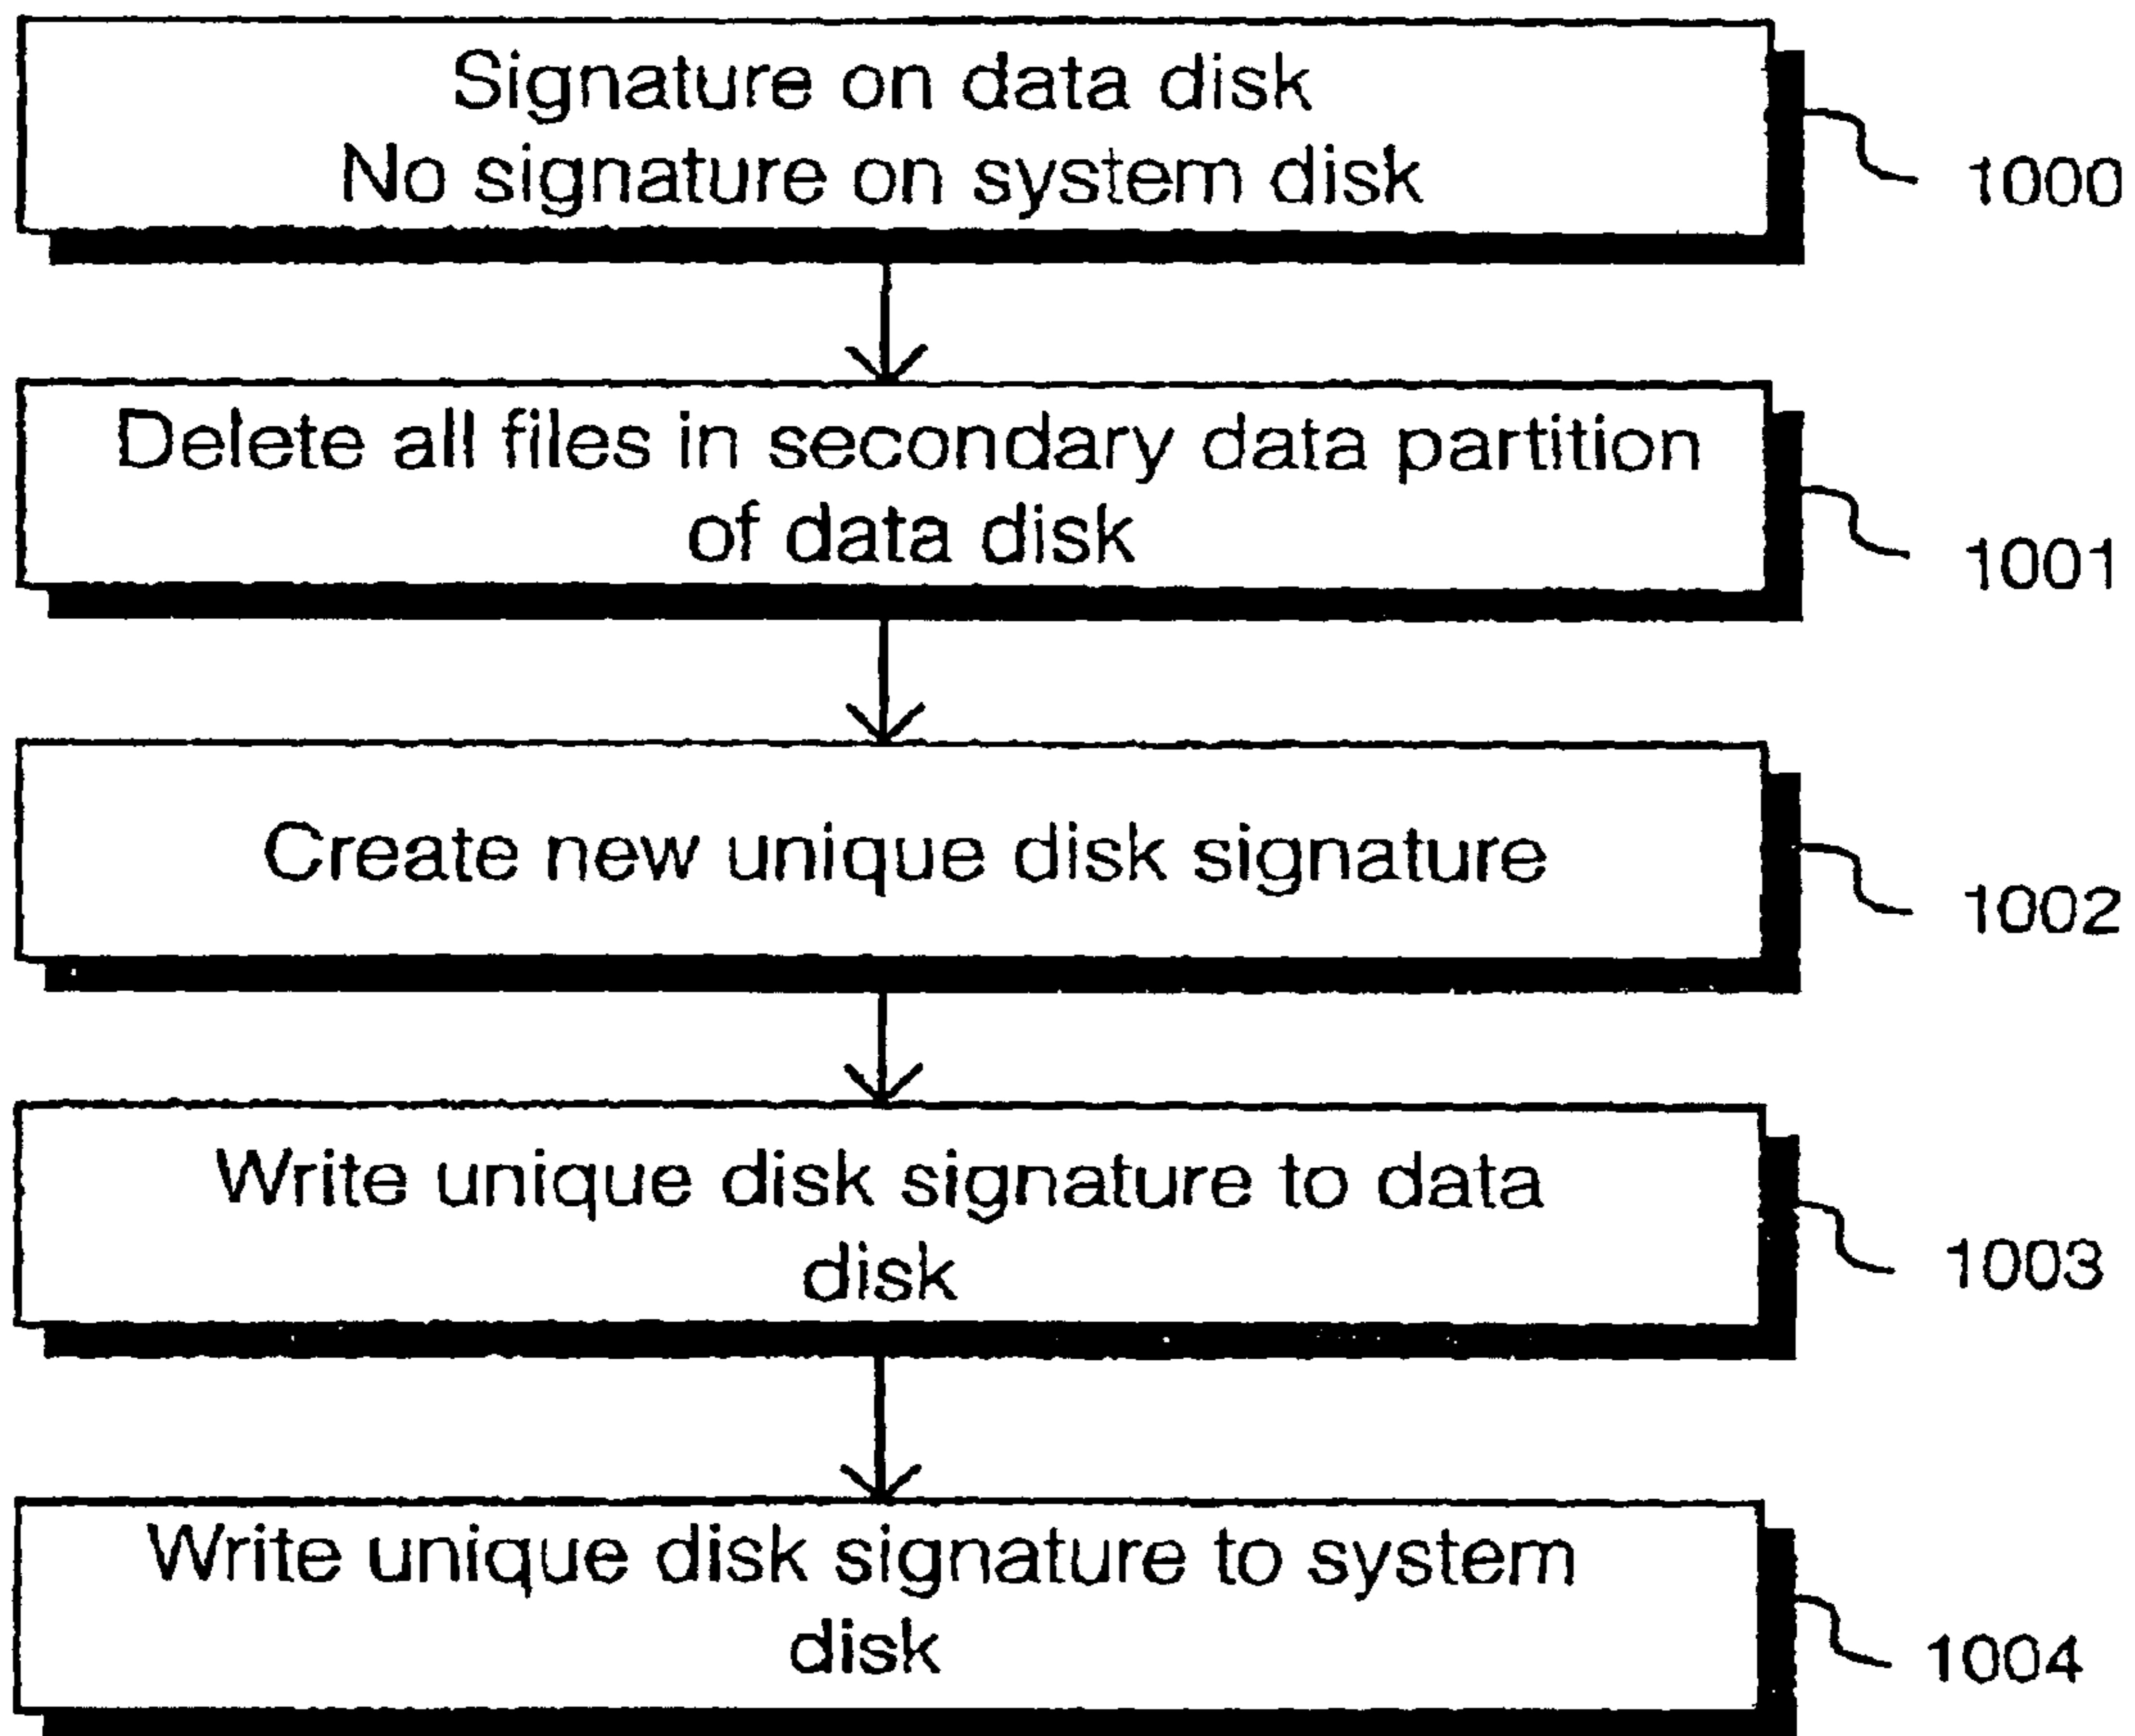 Signature on data disk
No signature on system disk
1000
Delete all files in secondary data partition
of data disk
1001
Create new unique disk signature
1002
Write unique disk signature to data
disk
1003
Write unique disk signature to system
disk
1004